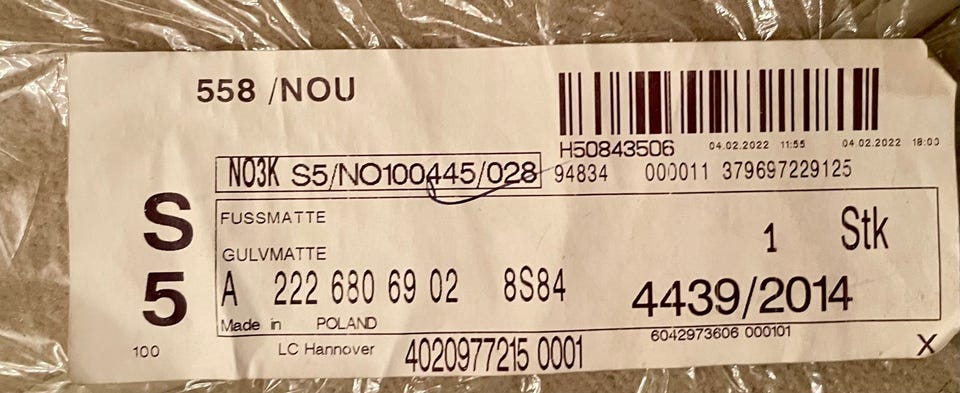 558 /NOU
H50843506 04.02.2022 11:55 04.02.2022 18:00
NO3K S5/NO100445/028 94834 000011 379697229125
S
5
FUSSMATTE
GULVMATTE
1 Stk
A 222 680 69 02 8S84 4439/2014
Made in POLAND
6042973606 000101
100 LC Hannover 4020977215 0001 X